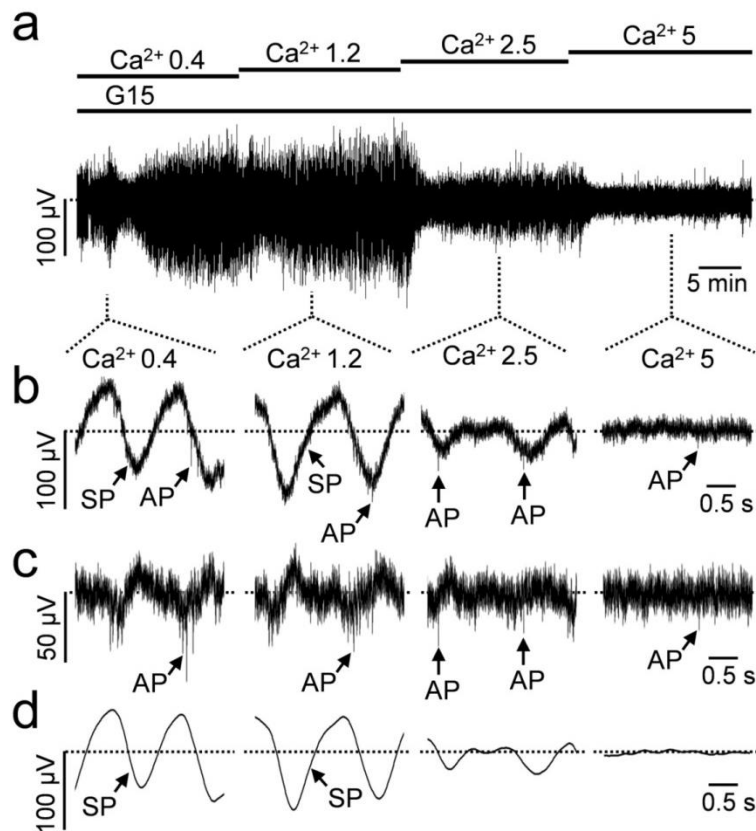 a
Ca²⁺ 0.4 Ca²⁺ 1.2 Ca²⁺ 2.5 Ca²⁺ 5
G15
100 µV
5 min
Ca²⁺ 0.4 Ca²⁺ 1.2 Ca²⁺ 2.5 Ca²⁺ 5
b
100 µV
SP AP SP AP AP AP AP
0.5 s
c
50 µV
AP AP AP AP AP
0.5 s
d
100 µV
SP SP
0.5 s